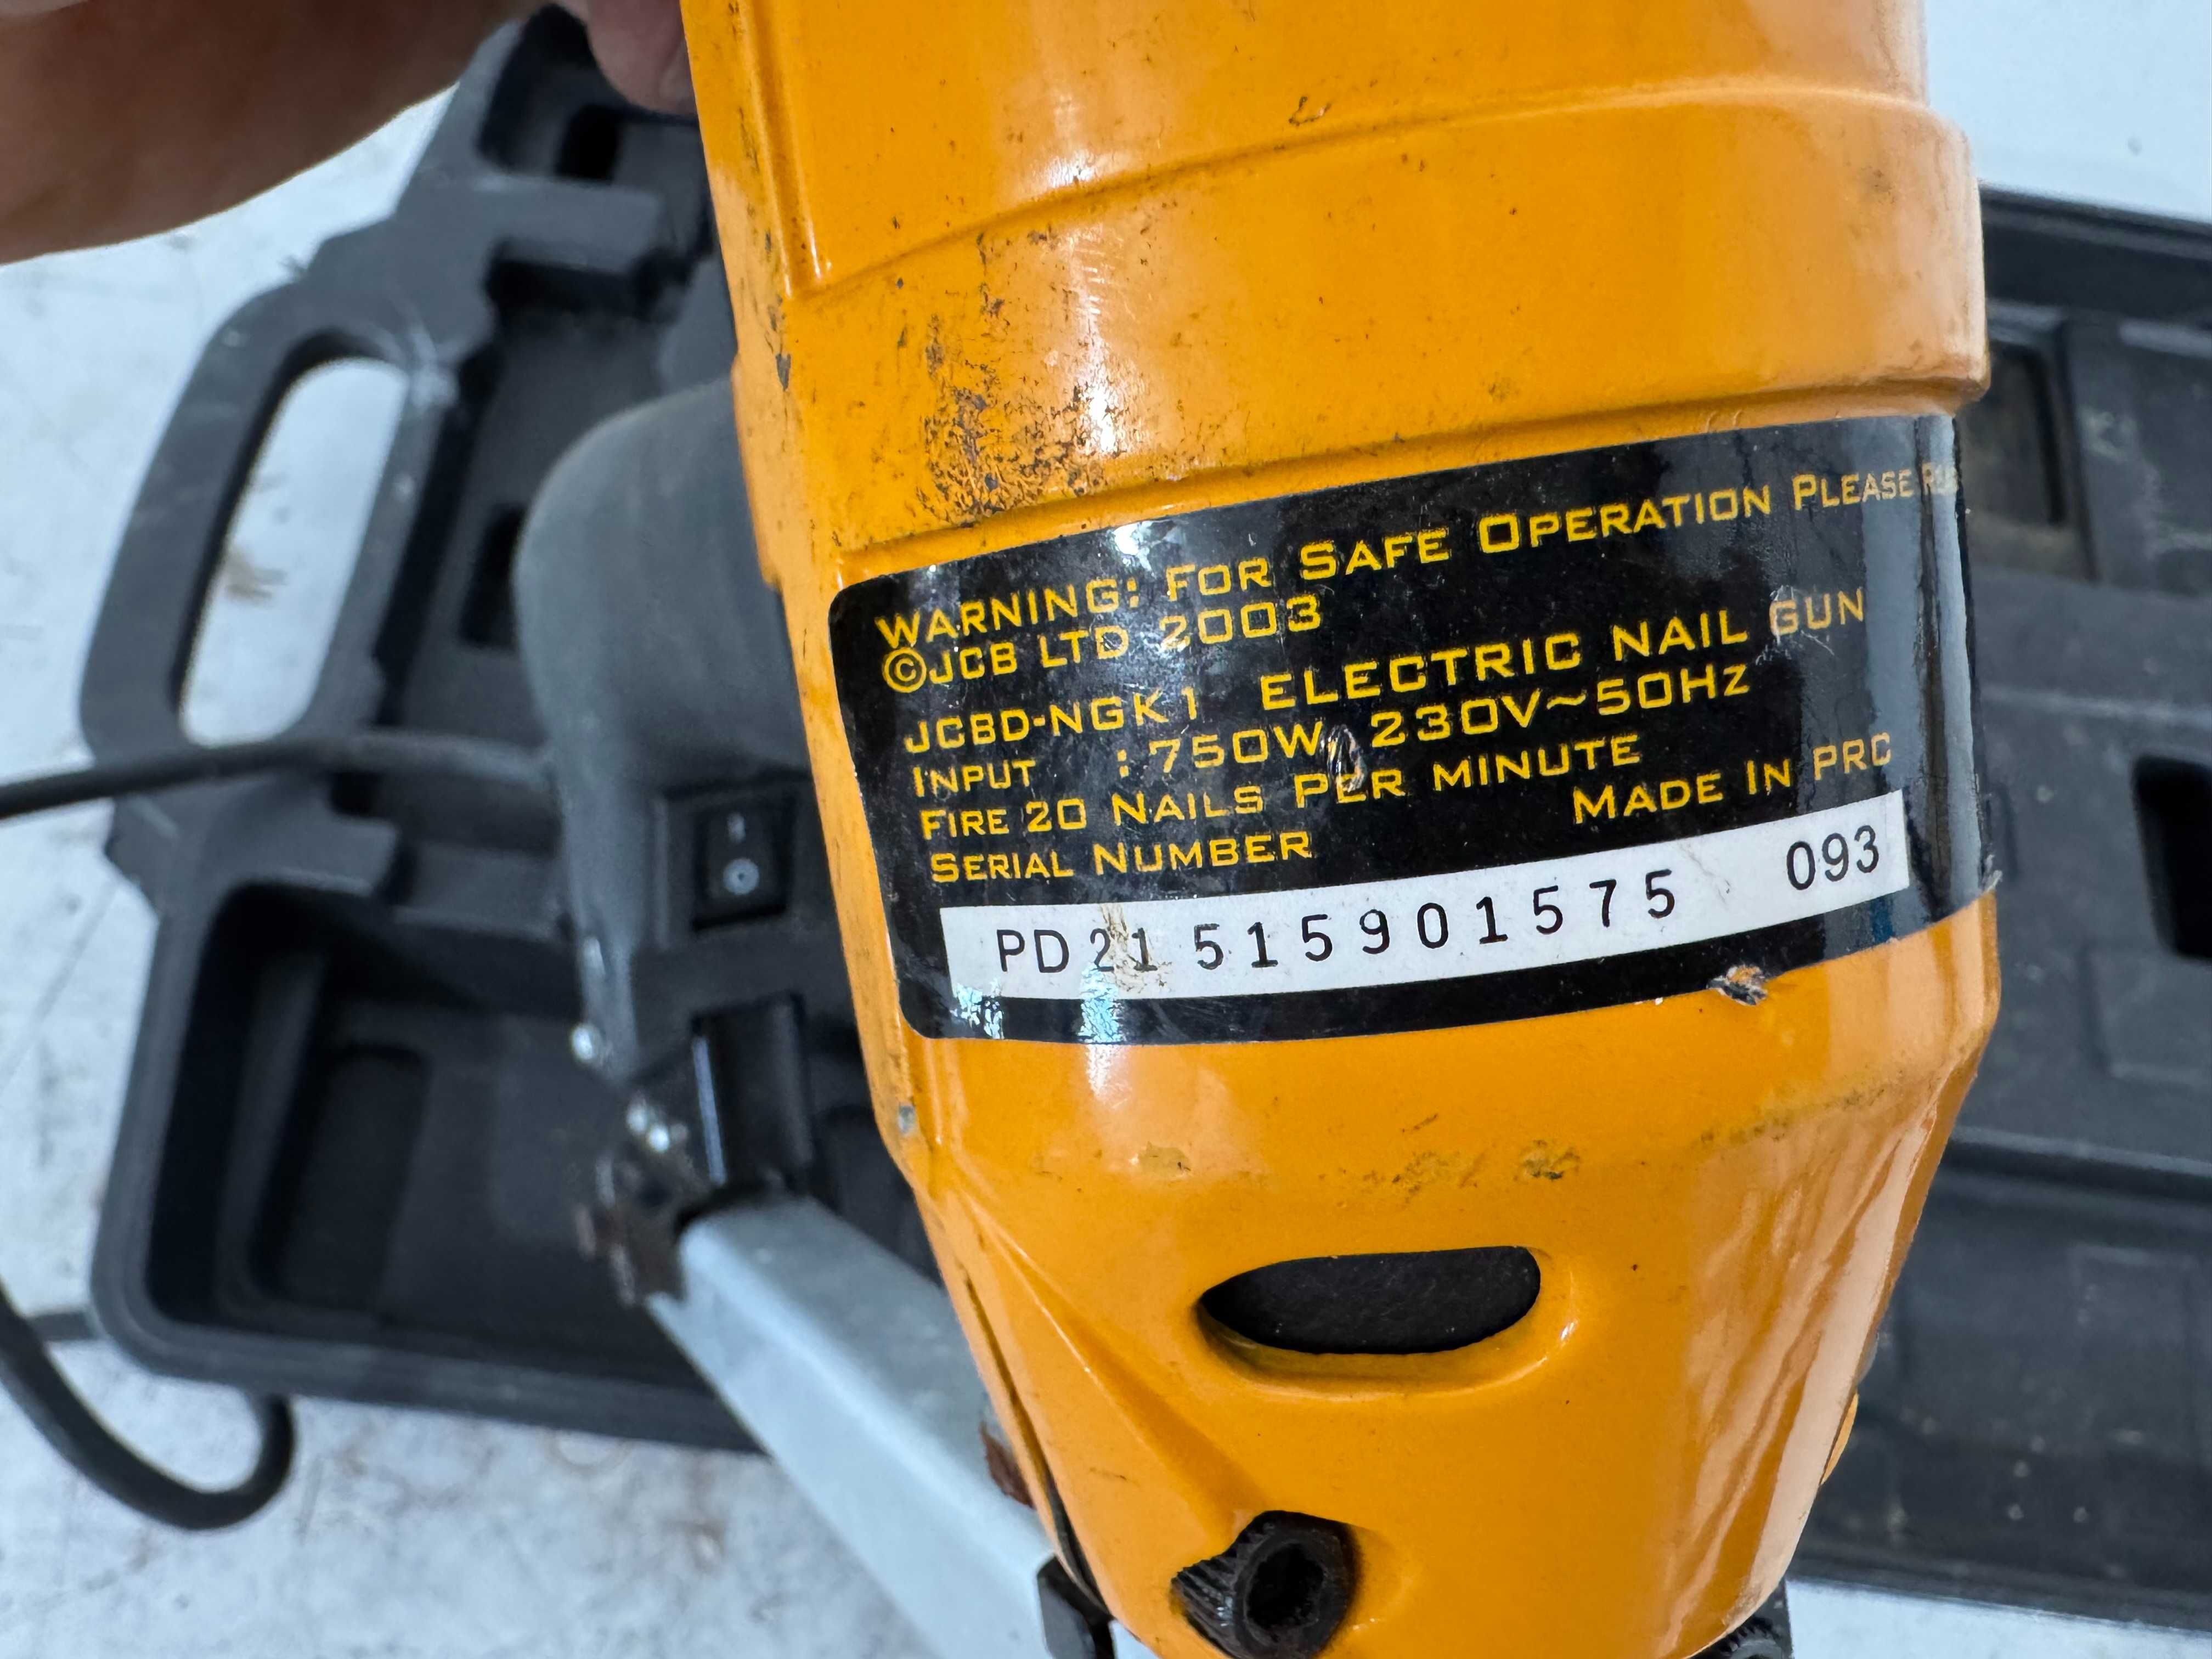 WARNING: FOR SAFE OPERATION PLEASE
©JCB LTD 2003
JCBD-NGK1 ELECTRIC NAIL GUN
INPUT : 750W, 230V~50Hz
FIRE 20 NAILS PER MINUTE
MADE IN PRC
SERIAL NUMBER
PD21 515901575 093